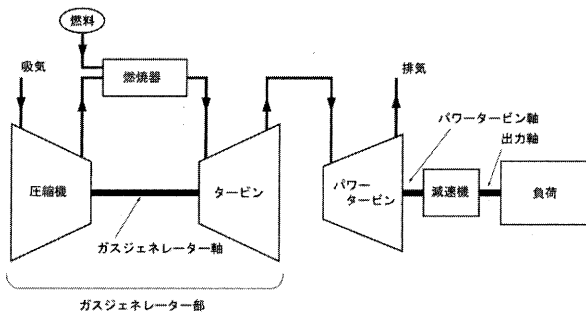 燃料
吸気
燃焼器
排気
パワータービン軸
出力軸
圧縮機
タービン
パワー
タービン
減速機
負荷
ガスジェネレーター軸
ガスジェネレーター部